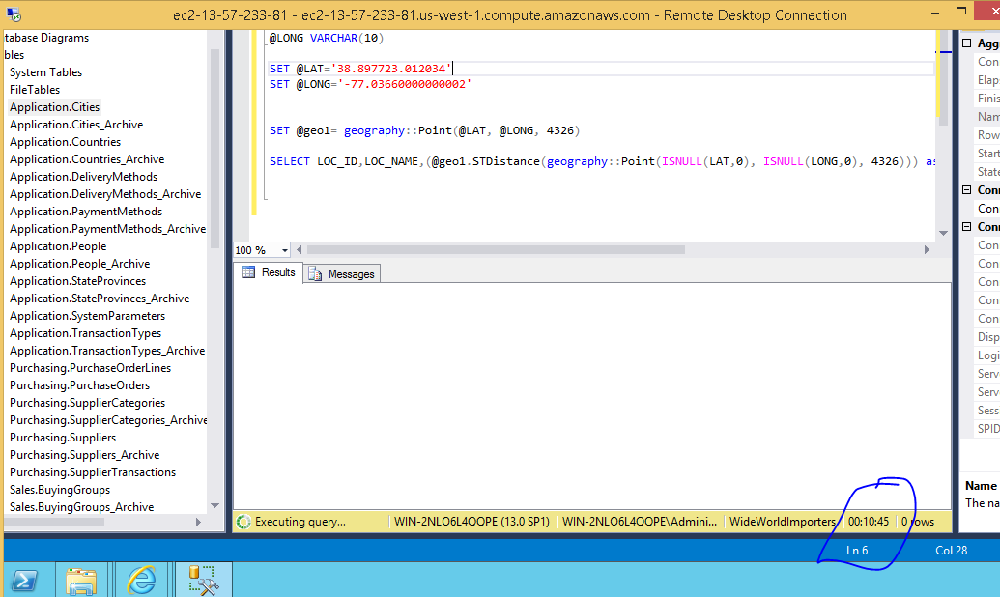 ec2-13-57-233-81 - ec2-13-57-233-81.us-west-1.compute.amazonaws.com - Remote Desktop Connection
tabase Diagrams
bles
System Tables
FileTables
Application.Cities
Application.Cities_Archive
Application.Countries
Application.Countries_Archive
Application.DeliveryMethods
Application.DeliveryMethods_Archive
Application.PaymentMethods
Application.PaymentMethods_Archive
Application.People
Application.People_Archive
Application.StateProvinces
Application.StateProvinces_Archive
Application.SystemParameters
Application.TransactionTypes
Application.TransactionTypes_Archive
Purchasing.PurchaseOrderLines
Purchasing.PurchaseOrders
Purchasing.SupplierCategories
Purchasing.SupplierCategories_Archive
Purchasing.Suppliers
Purchasing.Suppliers_Archive
Purchasing.SupplierTransactions
Sales.BuyingGroups
Sales.BuyingGroups_Archive
@LONG VARCHAR(10)
SET @LAT='38.897723.012034'
SET @LONG='-77.03660000000002'
SET @geo1= geography::Point(@LAT, @LONG, 4326)
SELECT LOC_ID,LOC_NAME,(@geo1.STDistance(geography::Point(ISNULL(LAT,0), ISNULL(LONG,0), 4326))) as
100 %
Results
Messages
Executing query...
WIN-2NLO6L4QQPE (13.0 SP1)
WIN-2NLO6L4QQPE\Admini...
WideWorldImporters
00:10:45
0 rows
Ln 6
Col 28
Aggr
Con
Elap
Finis
Nam
Row
Start
State
Conn
Con
Conn
Con
Con
Con
Con
Con
Disp
Logi
Serv
Serv
Sess
SPID
Name
The na